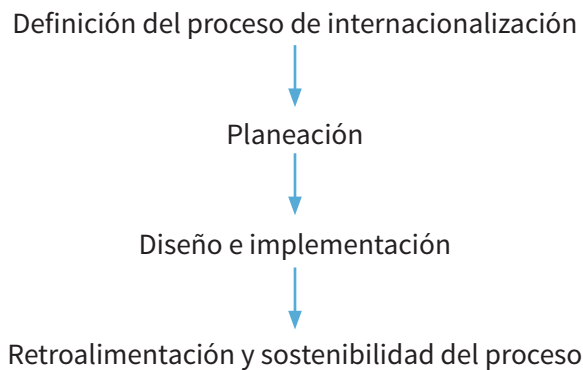 Definición del proceso de internacionalización
Planeación
Diseño e implementación
Retroalimentación y sostenibilidad del proceso